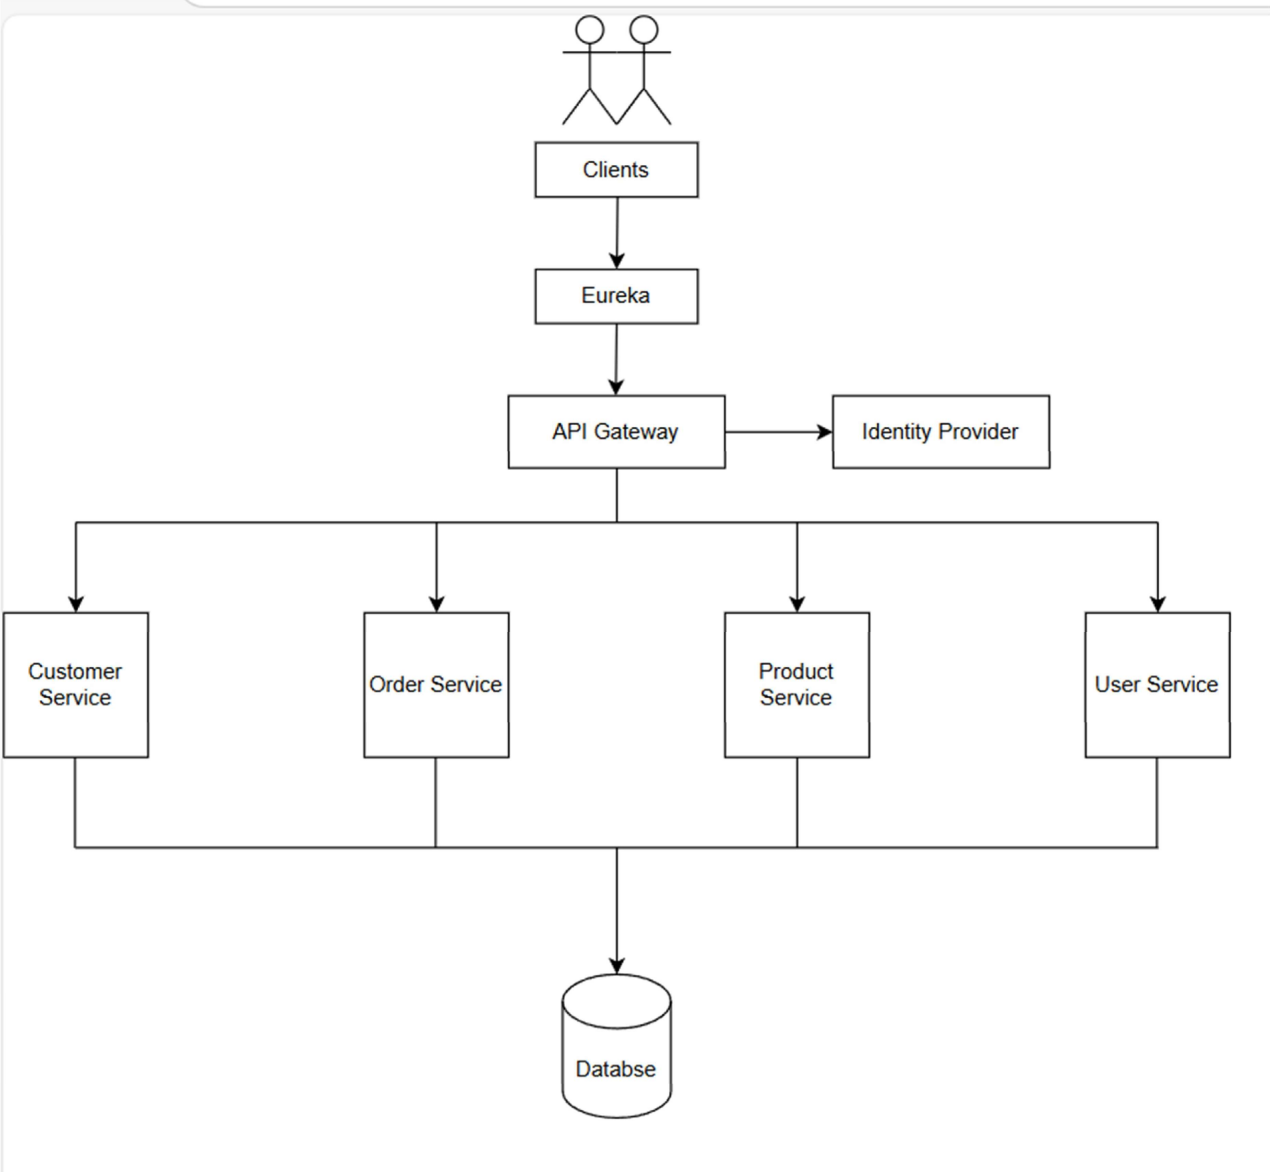 Clients
Eureka
API Gateway
Identity Provider
Customer
Service
Order Service
Product
Service
User Service
Databse